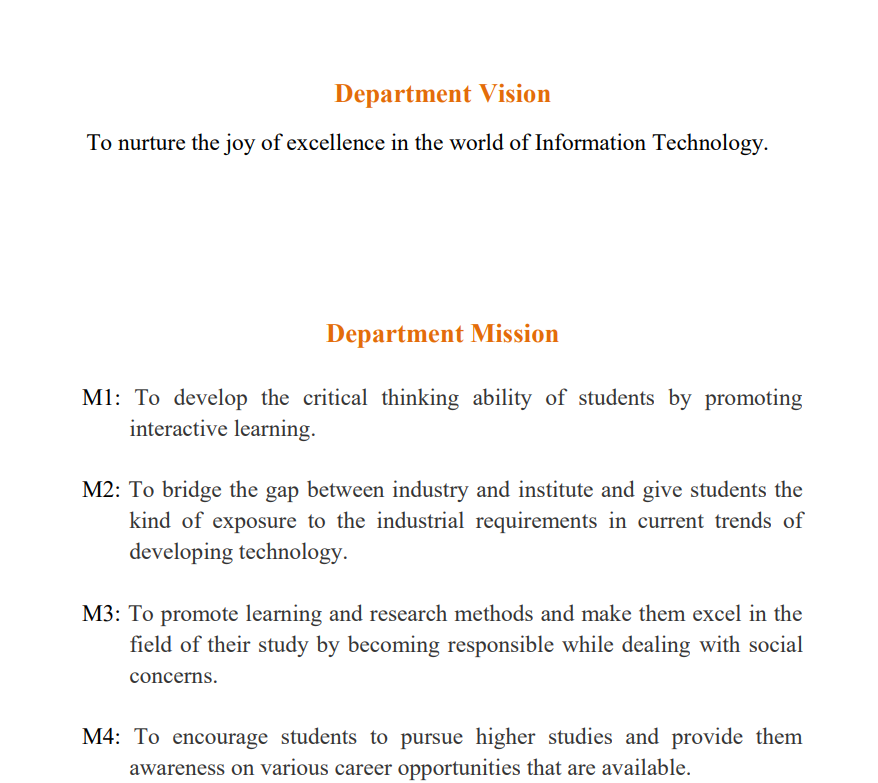 Department Vision
To nurture the joy of excellence in the world of Information Technology.
Department Mission
M1: To develop the critical thinking ability of students by promoting
interactive learning.
M2: To bridge the gap between industry and institute and give students the
kind of exposure to the industrial requirements in current trends of
developing technology.
M3: To promote learning and research methods and make them excel in the
field of their study by becoming responsible while dealing with social
concerns.
M4: To encourage students to pursue higher studies and provide them
awareness on various career opportunities that are available.